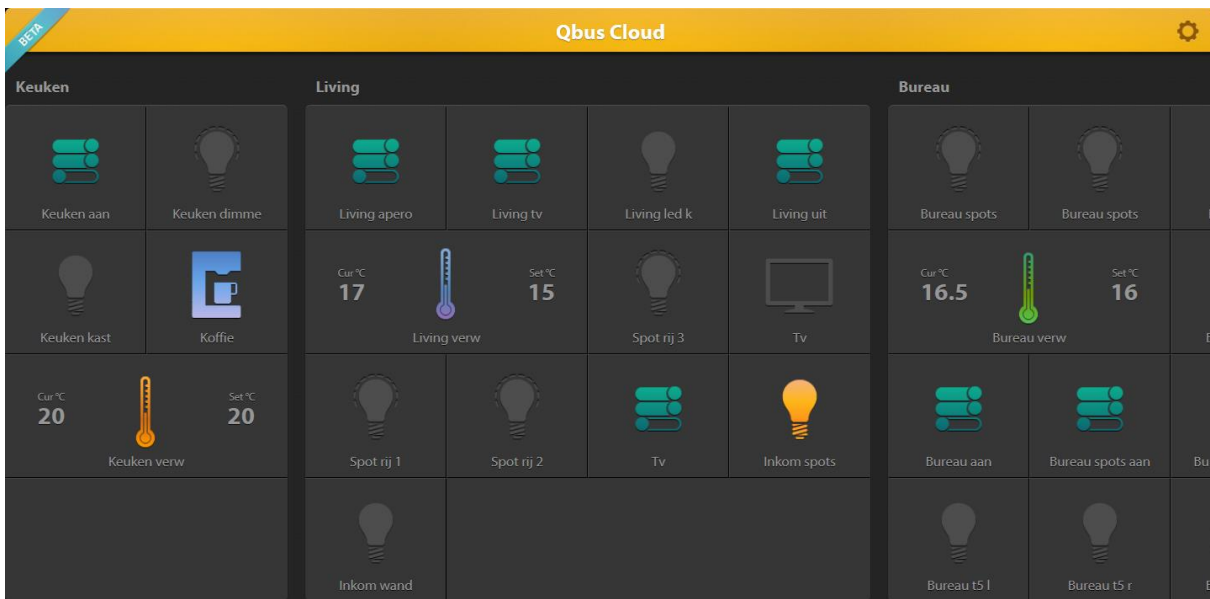 BETA
Qbus Cloud
Keuken
Living
Bureau
Keuken aan
Keuken dimme
Living apero
Living tv
Living led k
Living uit
Bureau spots
Bureau spots
Keuken kast
Koffie
Cur °C
17
Set °C
15
Living verw
Spot rij 3
Tv
Cur °C
16.5
Set °C
16
Bureau verw
Cur °C
20
Set °C
20
Keuken verw
Spot rij 1
Spot rij 2
Tv
Inkom spots
Bureau aan
Bureau spots aan
Bu
Inkom wand
Bureau t5 l
Bureau t5 r